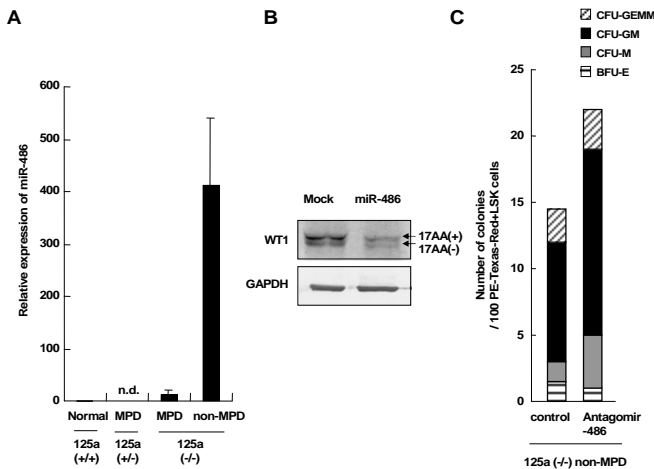 A
Relative expression of miR-486
600
500
400
300
200
100
0
n.d.
Normal MPD MPD non-MPD
125a (+/+) 125a (+/-) 125a (-/-)
B
Mock miR-486
WT1
17AA(+)
17AA(-)
GAPDH
C
CFU-GEMM
CFU-GM
CFU-M
BFU-E
Number of colonies
/ 100 PE-Texas-Red+LSK cells
25
20
15
10
5
0
control Antagomir
-486
125a (-/-) non-MPD